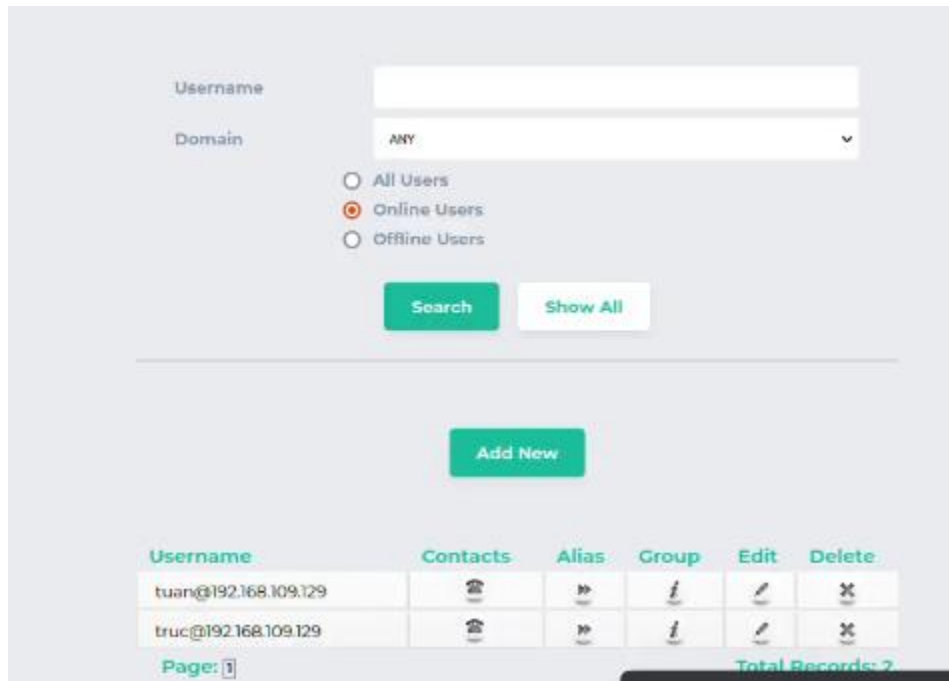 Username
Domain ANY
All Users
Online Users
Offline Users
Search Show All
Add New
Username Contacts Alias Group Edit Delete
tuan@192.168.109.129
truc@192.168.109.129
Page: 1 Total Records: 2